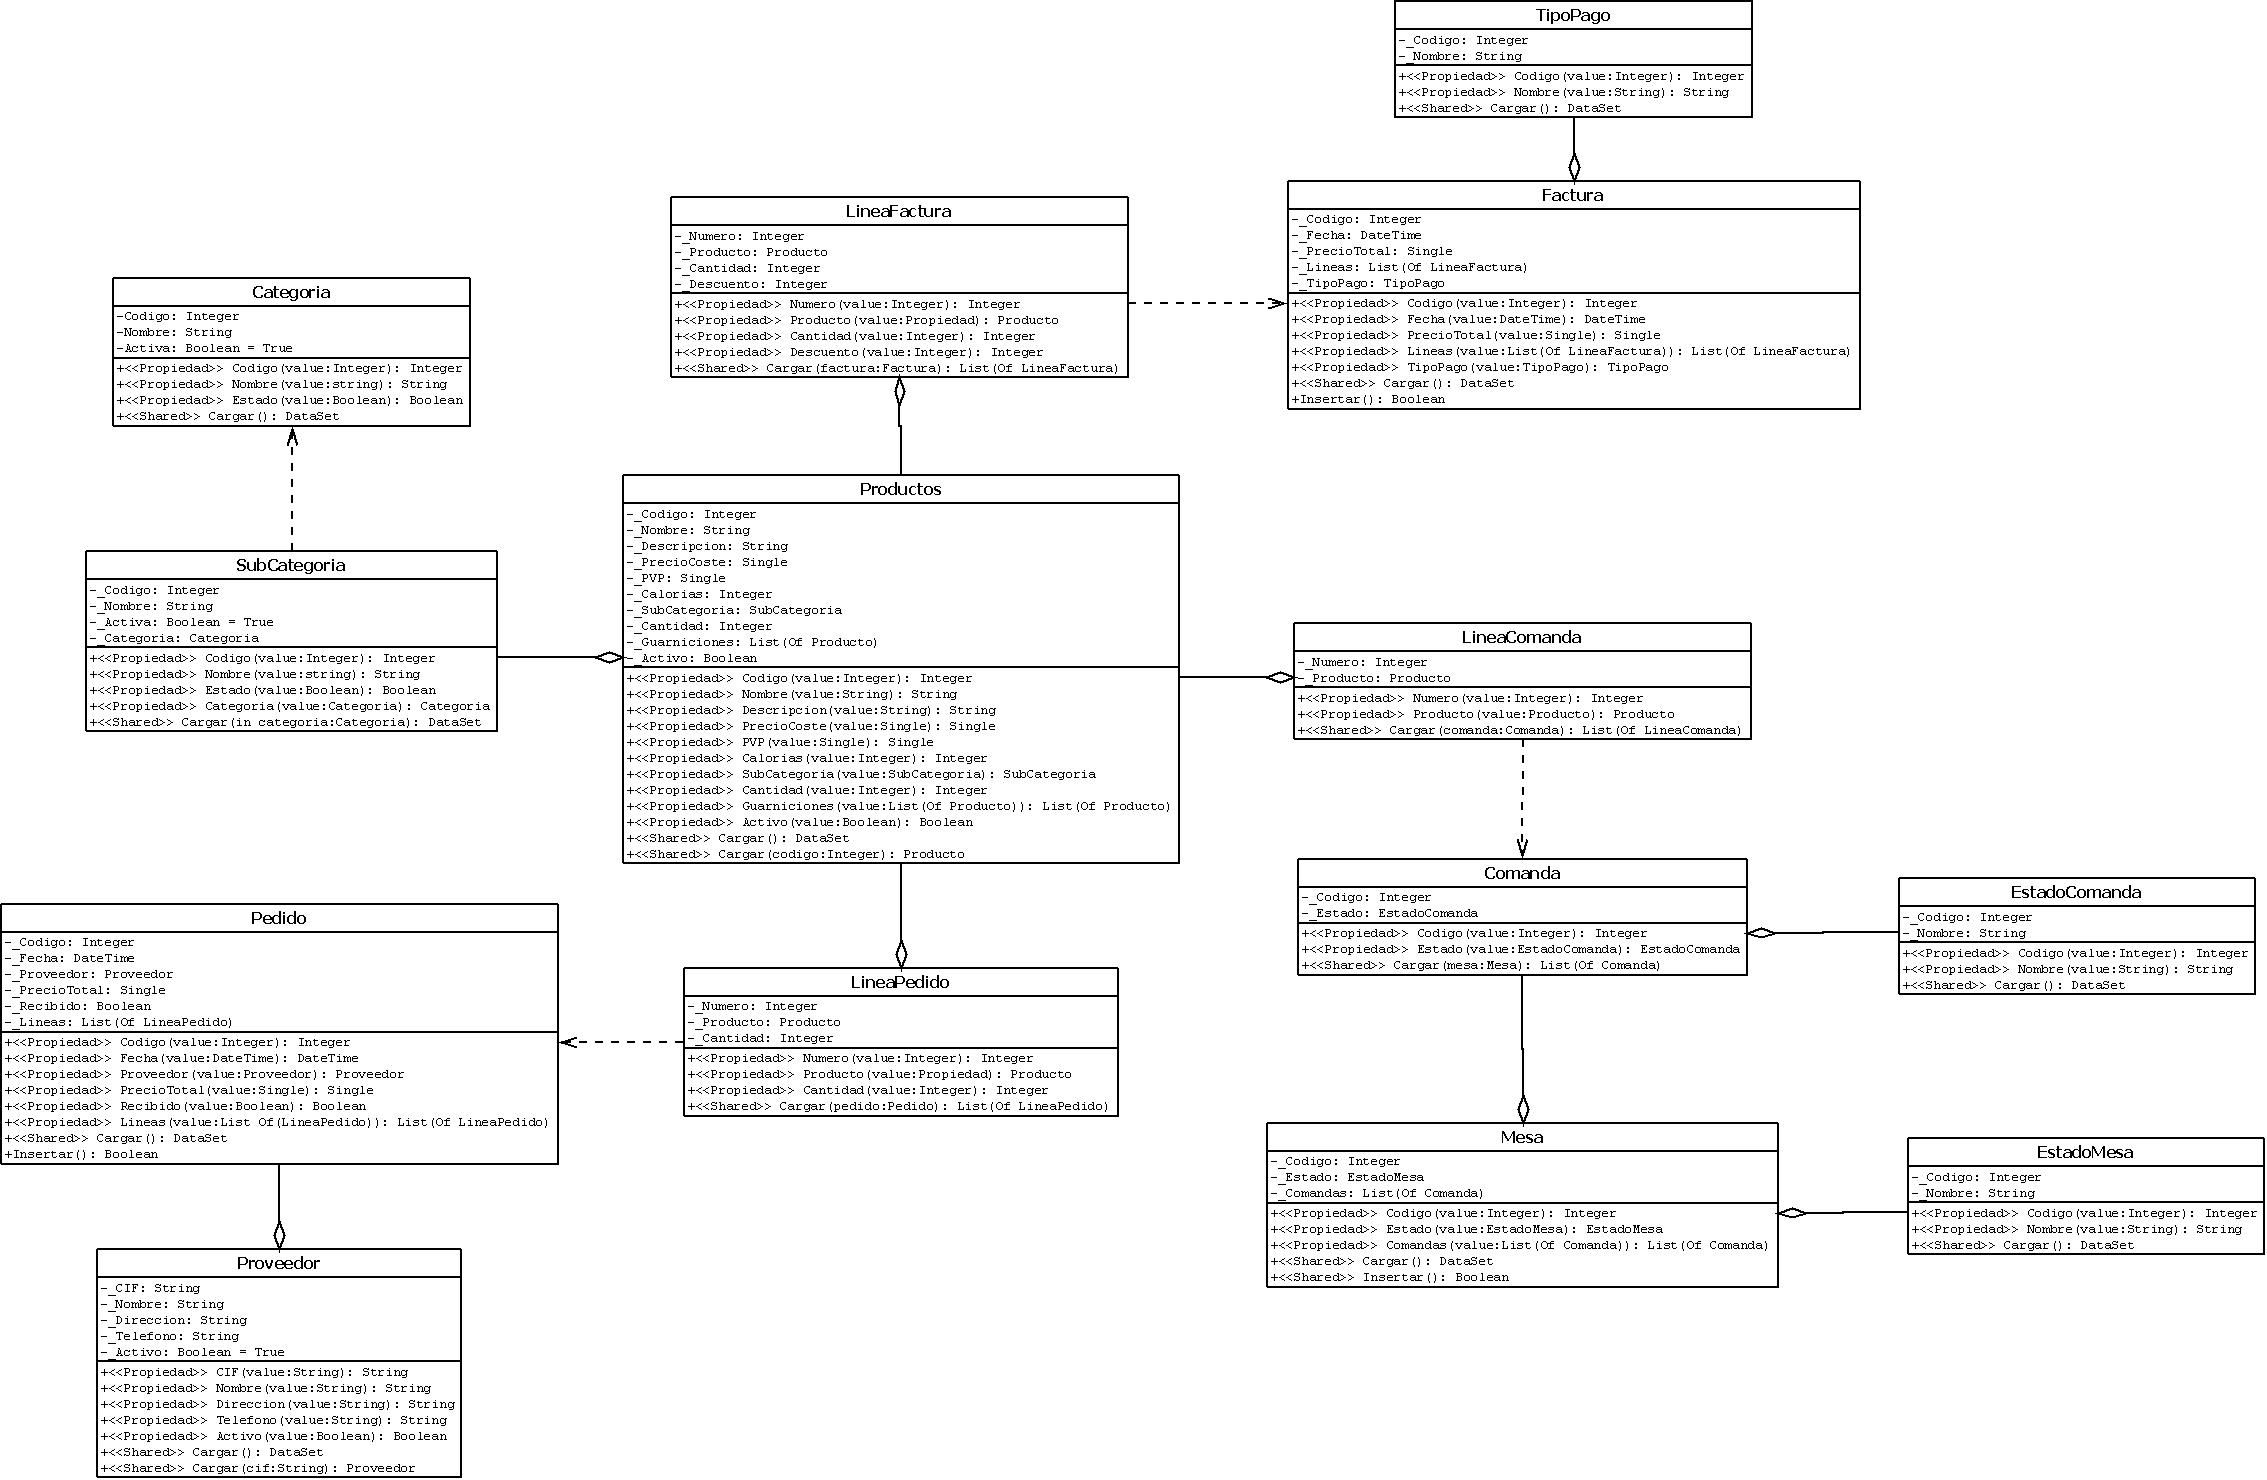 TipoPago
-_Codigo: Integer
-_Nombre: String
+<<Propiedad>> Codigo(value:Integer): Integer
+<<Propiedad>> Nombre(value:String): String
+<<Shared>> Cargar(): DataSet
Factura
-_Codigo: Integer
-_Fecha: DateTime
-_PrecioTotal: Single
-_Lineas: List(Of LineaFactura)
-_TipoPago: TipoPago
+<<Propiedad>> Codigo(value:Integer): Integer
+<<Propiedad>> Fecha(value:DateTime): DateTime
+<<Propiedad>> PrecioTotal(value:Single): Single
+<<Propiedad>> Lineas(value:List(Of LineaFactura)): List(Of LineaFactura)
+<<Propiedad>> TipoPago(value:TipoPago): TipoPago
+<<Shared>> Cargar(): DataSet
+Insertar(): Boolean
LineaFactura
-_Numero: Integer
-_Producto: Producto
-_Cantidad: Integer
-_Descuento: Integer
+<<Propiedad>> Numero(value:Integer): Integer
+<<Propiedad>> Producto(value:Propiedad): Producto
+<<Propiedad>> Cantidad(value:Integer): Integer
+<<Propiedad>> Descuento(value:Integer): Integer
+<<Shared>> Cargar(factura:Factura): List(Of LineaFactura)
Categoria
-Codigo: Integer
-Nombre: String
-Activa: Boolean = True
+<<Propiedad>> Codigo(value:Integer): Integer
+<<Propiedad>> Nombre(value:string): String
+<<Propiedad>> Estado(value:Boolean): Boolean
+<<Shared>> Cargar(): DataSet
SubCategoria
-_Codigo: Integer
-_Nombre: String
-_Activa: Boolean = True
-_Categoria: Categoria
+<<Propiedad>> Codigo(value:Integer): Integer
+<<Propiedad>> Nombre(value:string): String
+<<Propiedad>> Estado(value:Boolean): Boolean
+<<Propiedad>> Categoria(value:Categoria): Categoria
+<<Shared>> Cargar(in categoria:Categoria): DataSet
Productos
-_Codigo: Integer
-_Nombre: String
-_Descripcion: String
-_PrecioCoste: Single
-_PVP: Single
-_Calorias: Integer
-_SubCategoria: SubCategoria
-_Cantidad: Integer
-_Guarniciones: List(Of Producto)
-_Activo: Boolean
+<<Propiedad>> Codigo(value:Integer): Integer
+<<Propiedad>> Nombre(value:String): String
+<<Propiedad>> Descripcion(value:String): String
+<<Propiedad>> PrecioCoste(value:Single): Single
+<<Propiedad>> PVP(value:Single): Single
+<<Propiedad>> Calorias(value:Integer): Integer
+<<Propiedad>> SubCategoria(value:SubCategoria): SubCategoria
+<<Propiedad>> Cantidad(value:Integer): Integer
+<<Propiedad>> Guarniciones(value:List(Of Producto)): List(Of Producto)
+<<Propiedad>> Activo(value:Boolean): Boolean
+<<Shared>> Cargar(): DataSet
+<<Shared>> Cargar(codigo:Integer): Producto
LineaComanda
-_Numero: Integer
-_Producto: Producto
+<<Propiedad>> Numero(value:Integer): Integer
+<<Propiedad>> Producto(value:Producto): Producto
+<<Shared>> Cargar(comanda:Comanda): List(Of LineaComanda)
Comanda
-_Codigo: Integer
-_Estado: EstadoComanda
+<<Propiedad>> Codigo(value:Integer): Integer
+<<Propiedad>> Estado(value:EstadoComanda): EstadoComanda
+<<Shared>> Cargar(mesa:Mesa): List(Of Comanda)
EstadoComanda
-_Codigo: Integer
-_Nombre: String
+<<Propiedad>> Codigo(value:Integer): Integer
+<<Propiedad>> Nombre(value:String): String
+<<Shared>> Cargar(): DataSet
Pedido
-_Codigo: Integer
-_Fecha: DateTime
-_Proveedor: Proveedor
-_PrecioTotal: Single
-_Recibido: Boolean
-_Lineas: List(Of LineaPedido)
+<<Propiedad>> Codigo(value:Integer): Integer
+<<Propiedad>> Fecha(value:DateTime): DateTime
+<<Propiedad>> Proveedor(value:Proveedor): Proveedor
+<<Propiedad>> PrecioTotal(value:Single): Single
+<<Propiedad>> Recibido(value:Boolean): Boolean
+<<Propiedad>> Lineas(value:List Of(LineaPedido)): List(Of LineaPedido)
+<<Shared>> Cargar(): DataSet
+Insertar(): Boolean
LineaPedido
-_Numero: Integer
-_Producto: Producto
-_Cantidad: Integer
+<<Propiedad>> Numero(value:Integer): Integer
+<<Propiedad>> Producto(value:Propiedad): Producto
+<<Propiedad>> Cantidad(value:Integer): Integer
+<<Shared>> Cargar(pedido:Pedido): List(Of LineaPedido)
Mesa
-_Codigo: Integer
-_Estado: EstadoMesa
-_Comandas: List(Of Comanda)
+<<Propiedad>> Codigo(value:Integer): Integer
+<<Propiedad>> Estado(value:EstadoMesa): EstadoMesa
+<<Propiedad>> Comandas(value:List(Of Comanda)): List(Of Comanda)
+<<Shared>> Cargar(): DataSet
+<<Shared>> Insertar(): Boolean
EstadoMesa
-_Codigo: Integer
-_Nombre: String
+<<Propiedad>> Codigo(value:Integer): Integer
+<<Propiedad>> Nombre(value:String): String
+<<Shared>> Cargar(): DataSet
Proveedor
-_CIF: String
-_Nombre: String
-_Direccion: String
-_Telefono: String
-_Activo: Boolean = True
+<<Propiedad>> CIF(value:String): String
+<<Propiedad>> Nombre(value:String): String
+<<Propiedad>> Direccion(value:String): String
+<<Propiedad>> Telefono(value:String): String
+<<Propiedad>> Activo(value:Boolean): Boolean
+<<Shared>> Cargar(): DataSet
+<<Shared>> Cargar(cif:String): Proveedor